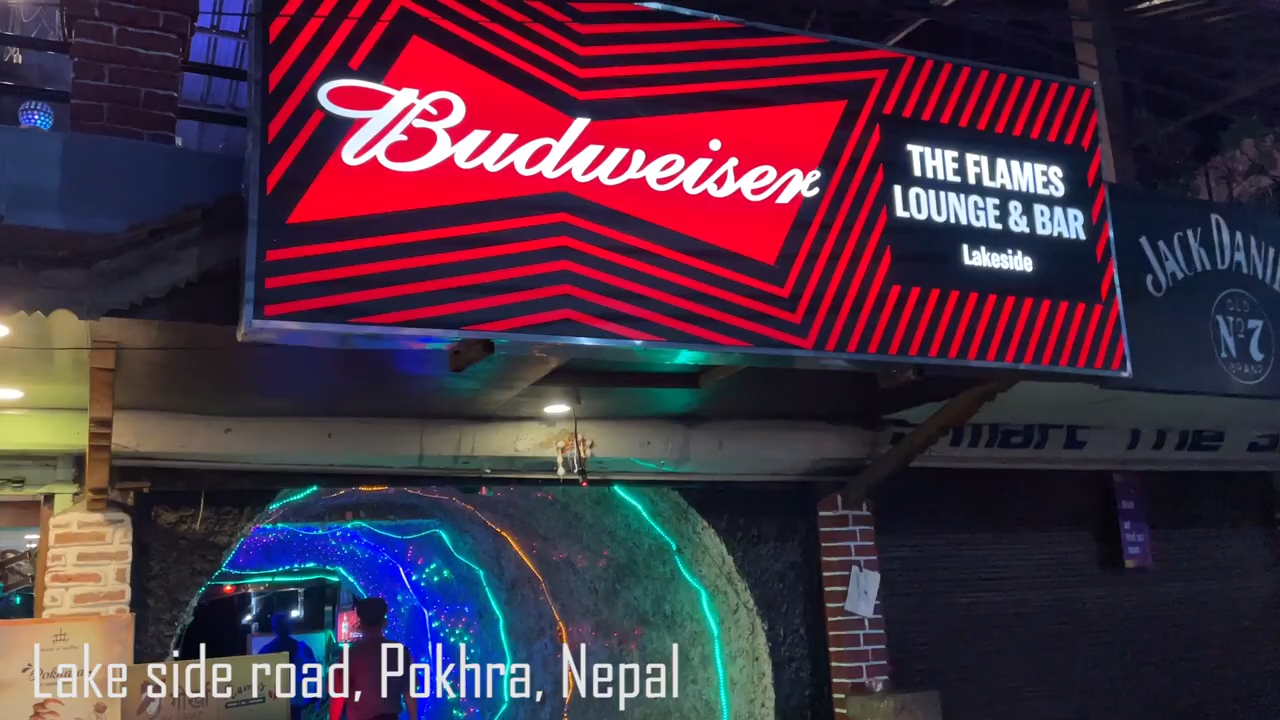 Budweiser
THE FLAMES
LOUNGE & BAR
Lakeside
JACK DANI
OLD
Nº7
BRAND
mart The S
Lake side road, Pokhra, Nepal